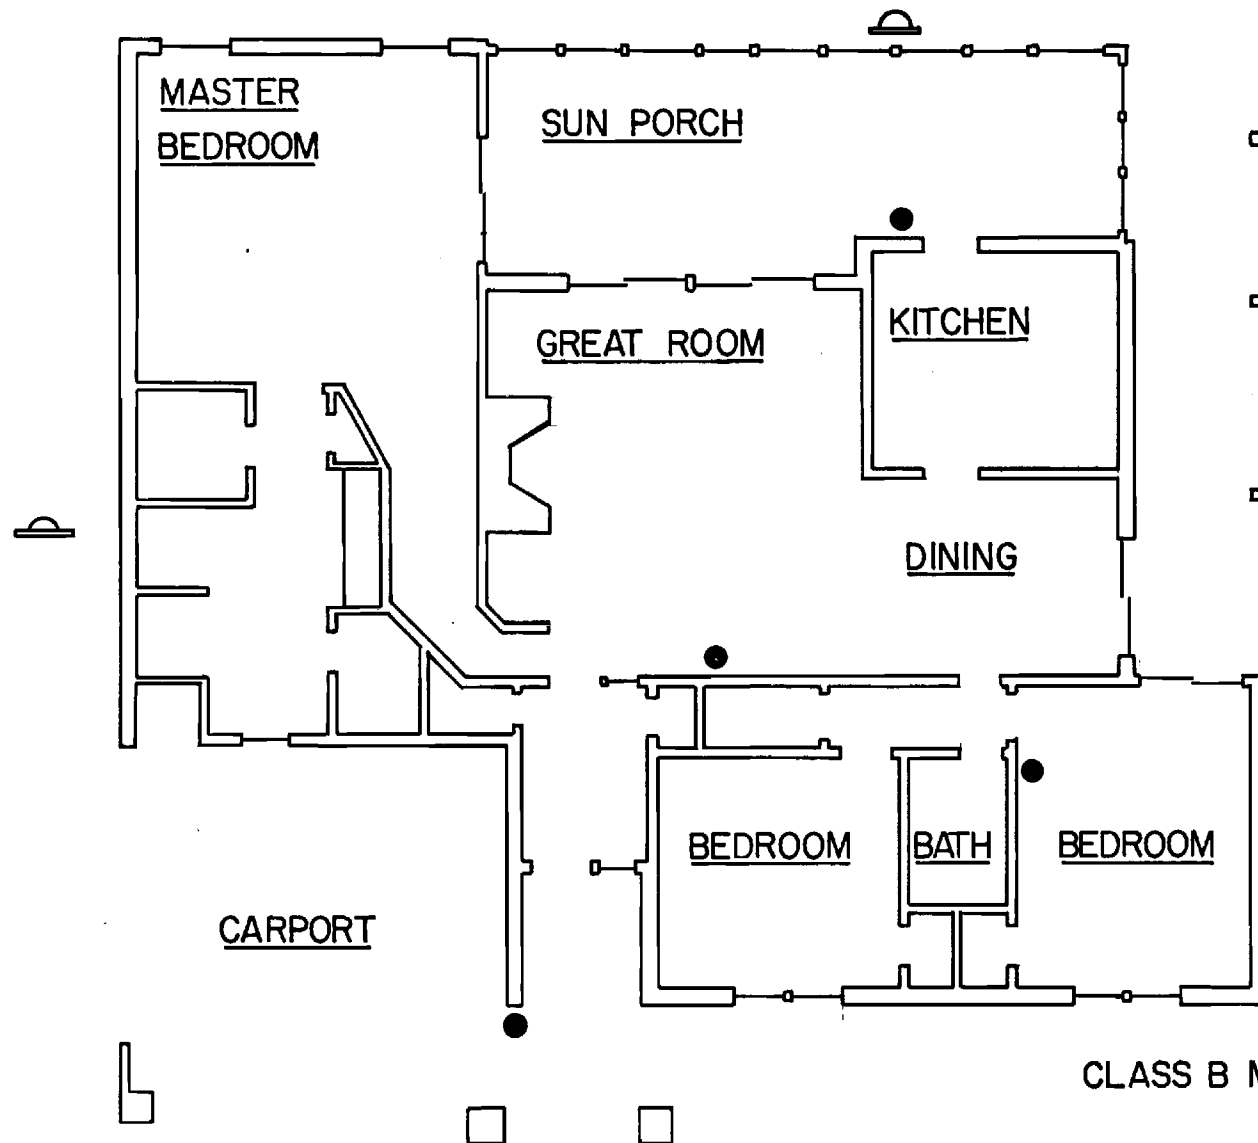 MASTER
BEDROOM
SUN PORCH
GREAT ROOM
KITCHEN
DINING
BEDROOM
BATH
BEDROOM
CARPORT
CLASS B